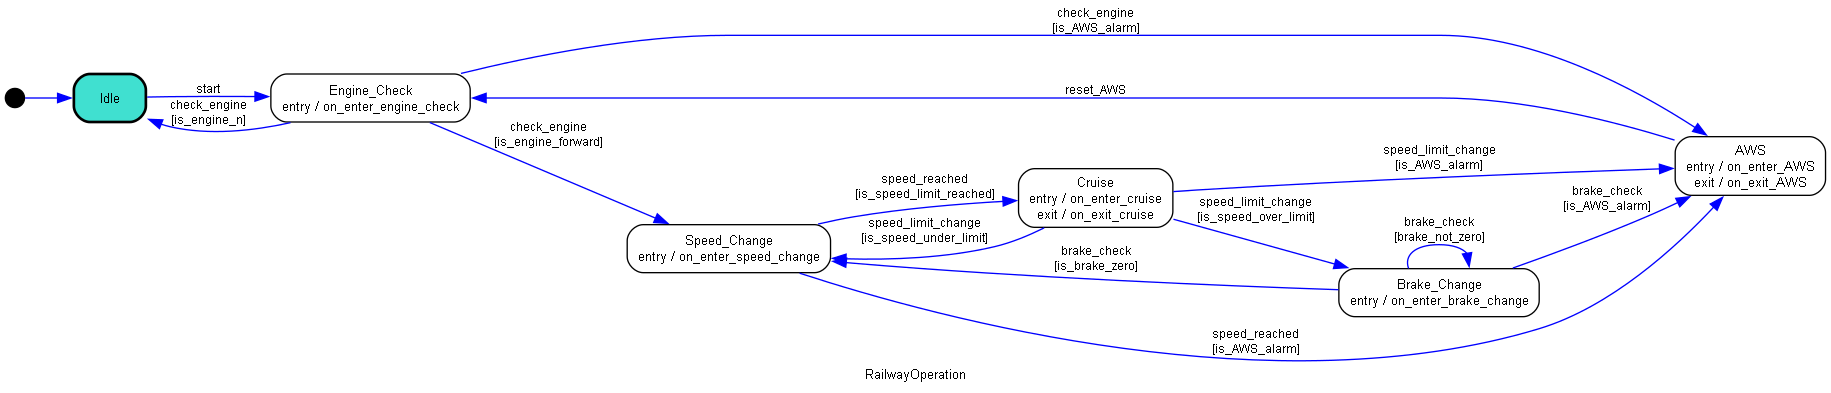 check_engine
[is_AWS_alarm]
Idle
start
check_engine
[is_engine_n]
Engine_Check
entry / on_enter_engine_check
reset_AWS
check_engine
[is_engine_forward]
AWS
entry / on_enter_AWS
exit / on_exit_AWS
speed_limit_change
[is_AWS_alarm]
speed_reached
[is_speed_limit_reached]
Cruise
entry / on_enter_cruise
exit / on_exit_cruise
brake_check
[is_AWS_alarm]
speed_limit_change
[is_speed_over_limit]
speed_limit_change
[is_speed_under_limit]
brake_check
[brake_not_zero]
Speed_Change
entry / on_enter_speed_change
brake_check
[is_brake_zero]
Brake_Change
entry / on_enter_brake_change
speed_reached
[is_AWS_alarm]
RailwayOperation